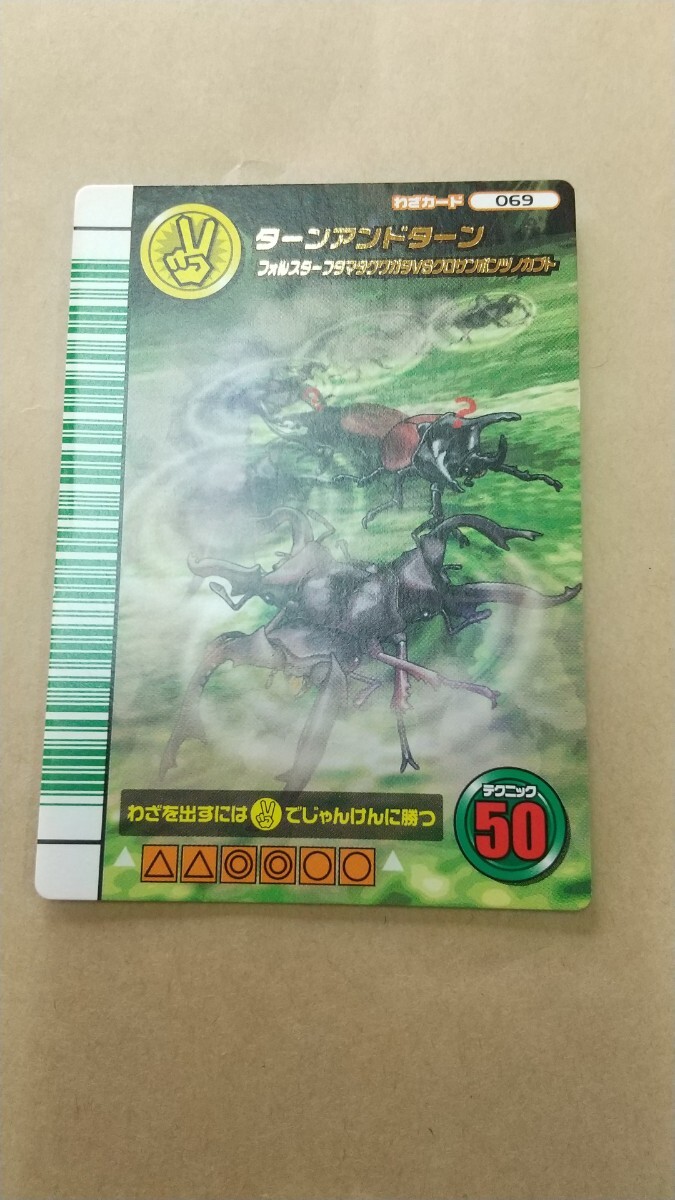 わざカード 069
ターンアンドターン
フォルスターフタマタクワガタVSクロサンボンツノカブト
?
?
わざを出すには でじゃんけんに勝つ
テクニック
50